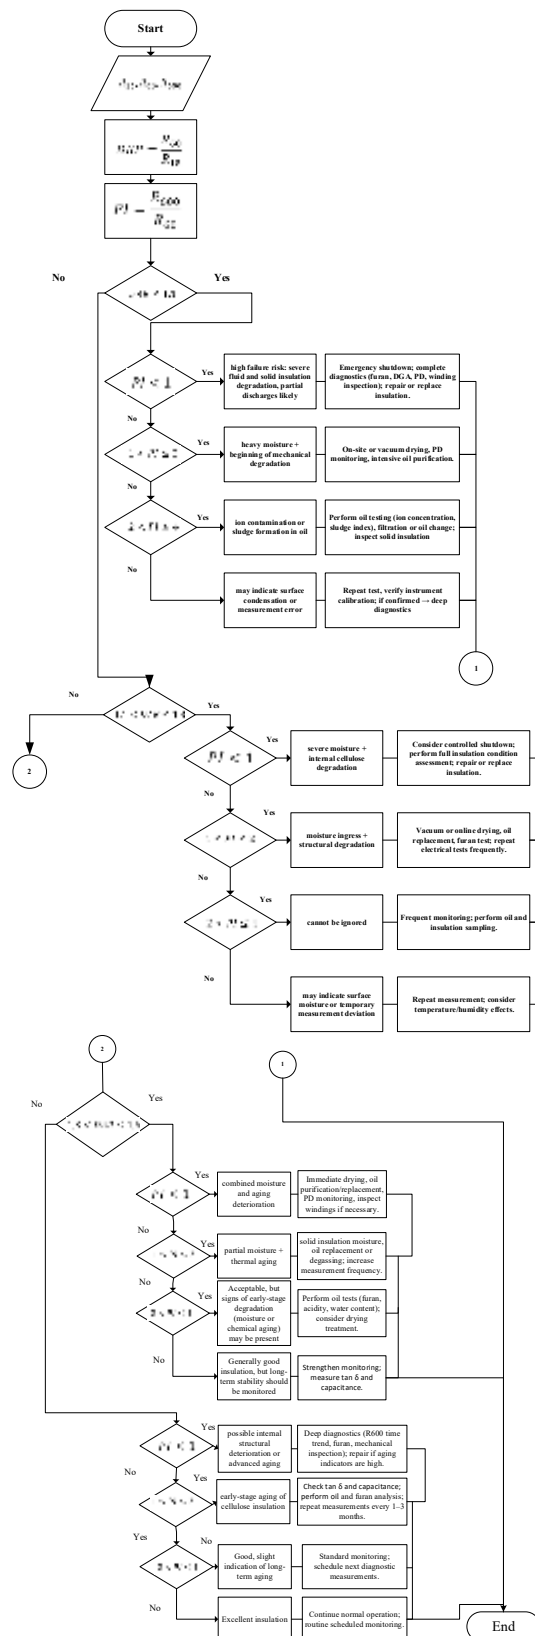 Start
No
Yes
Yes
high failure risk: severe
fluid and solid insulation
degradation, partial
discharges likely
Emergency shutdown; complete
diagnostics (furan, DGA, PD, winding
inspection); repair or replace
insulation.
No
Yes
heavy moisture +
beginning of mechanical
degradation
On-site or vacuum drying, PD
monitoring, intensive oil purification.
No
Yes
ion contamination or
sludge formation in oil
Perform oil testing (ion concentration,
sludge index), filtration or oil change;
inspect solid insulation
No
may indicate surface
condensation or
measurement error
Repeat test, verify instrument
calibration; if confirmed → deep
diagnostics
1
No
Yes
2
Yes
severe moisture +
internal cellulose
degradation
Consider controlled shutdown;
perform full insulation condition
assessment; repair or replace
insulation.
No
Yes
moisture ingress +
structural degradation
Vacuum or online drying, oil
replacement, furan test; repeat
electrical tests frequently.
No
Yes
cannot be ignored
Frequent monitoring; perform oil and
insulation sampling.
No
may indicate surface
moisture or temporary
measurement deviation
Repeat measurement; consider
temperature/humidity effects.
2
1
No
Yes
Yes
combined moisture
and aging
deterioration
Immediate drying, oil
purification/replacement,
PD monitoring, inspect
windings if necessary.
No
Yes
partial moisture +
thermal aging
solid insulation moisture,
oil replacement or
degassing; increase
measurement frequency.
No
Yes
Acceptable, but
signs of early-stage
degradation
(moisture or
chemical aging)
may be present
Perform oil tests (furan,
acidity, water content);
consider drying
treatment.
No
Generally good
insulation, but long-
term stability should
be monitored
Strengthen monitoring;
measure tan δ and
capacitance.
Yes
possible internal
structural
deterioration or
advanced aging
Deep diagnostics (R600 time
trend, furan, mechanical
inspection); repair if aging
indicators are high.
No
Yes
early-stage aging of
cellulose insulation
Check tan δ and capacitance;
perform oil and furan analysis;
repeat measurements every 1–3
months.
Yes
No
Good, slight
indication of long-
term aging
Standard monitoring;
schedule next diagnostic
measurements.
No
Excellent insulation
Continue normal operation;
routine scheduled monitoring.
End